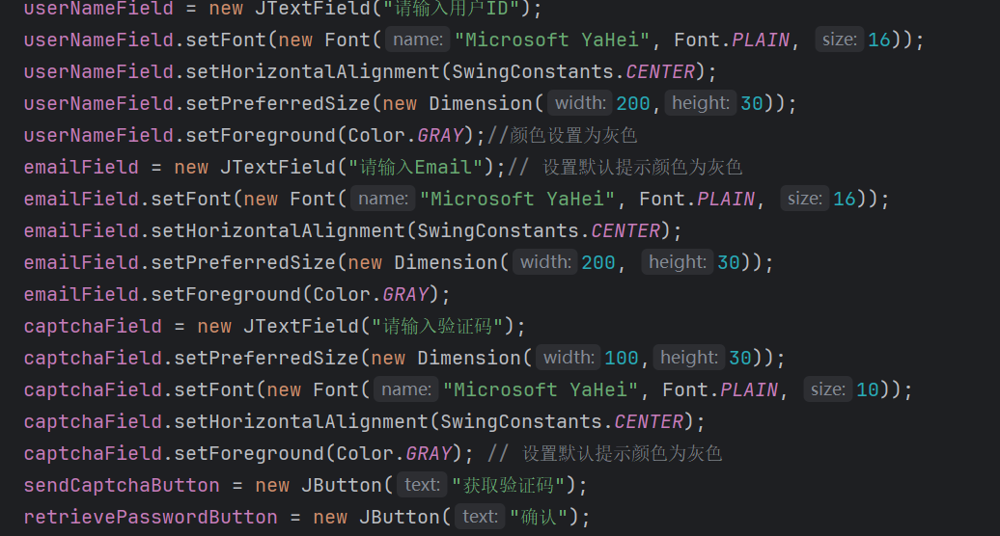 userNameField = new JTextField("请输入用户ID");
userNameField.setFont(new Font( name: "Microsoft YaHei", Font.PLAIN, size: 16));
userNameField.setHorizontalAlignment(SwingConstants.CENTER);
userNameField.setPreferredSize(new Dimension( width: 200, height: 30));
userNameField.setForeground(Color.GRAY);//颜色设置为灰色
emailField = new JTextField("请输入Email");// 设置默认提示颜色为灰色
emailField.setFont(new Font( name: "Microsoft YaHei", Font.PLAIN, size: 16));
emailField.setHorizontalAlignment(SwingConstants.CENTER);
emailField.setPreferredSize(new Dimension( width: 200, height: 30));
emailField.setForeground(Color.GRAY);
captchaField = new JTextField("请输入验证码");
captchaField.setPreferredSize(new Dimension( width: 100, height: 30));
captchaField.setFont(new Font( name: "Microsoft YaHei", Font.PLAIN, size: 10));
captchaField.setHorizontalAlignment(SwingConstants.CENTER);
captchaField.setForeground(Color.GRAY); // 设置默认提示颜色为灰色
sendCaptchaButton = new JButton( text: "获取验证码");
retrievePasswordButton = new JButton( text: "确认");